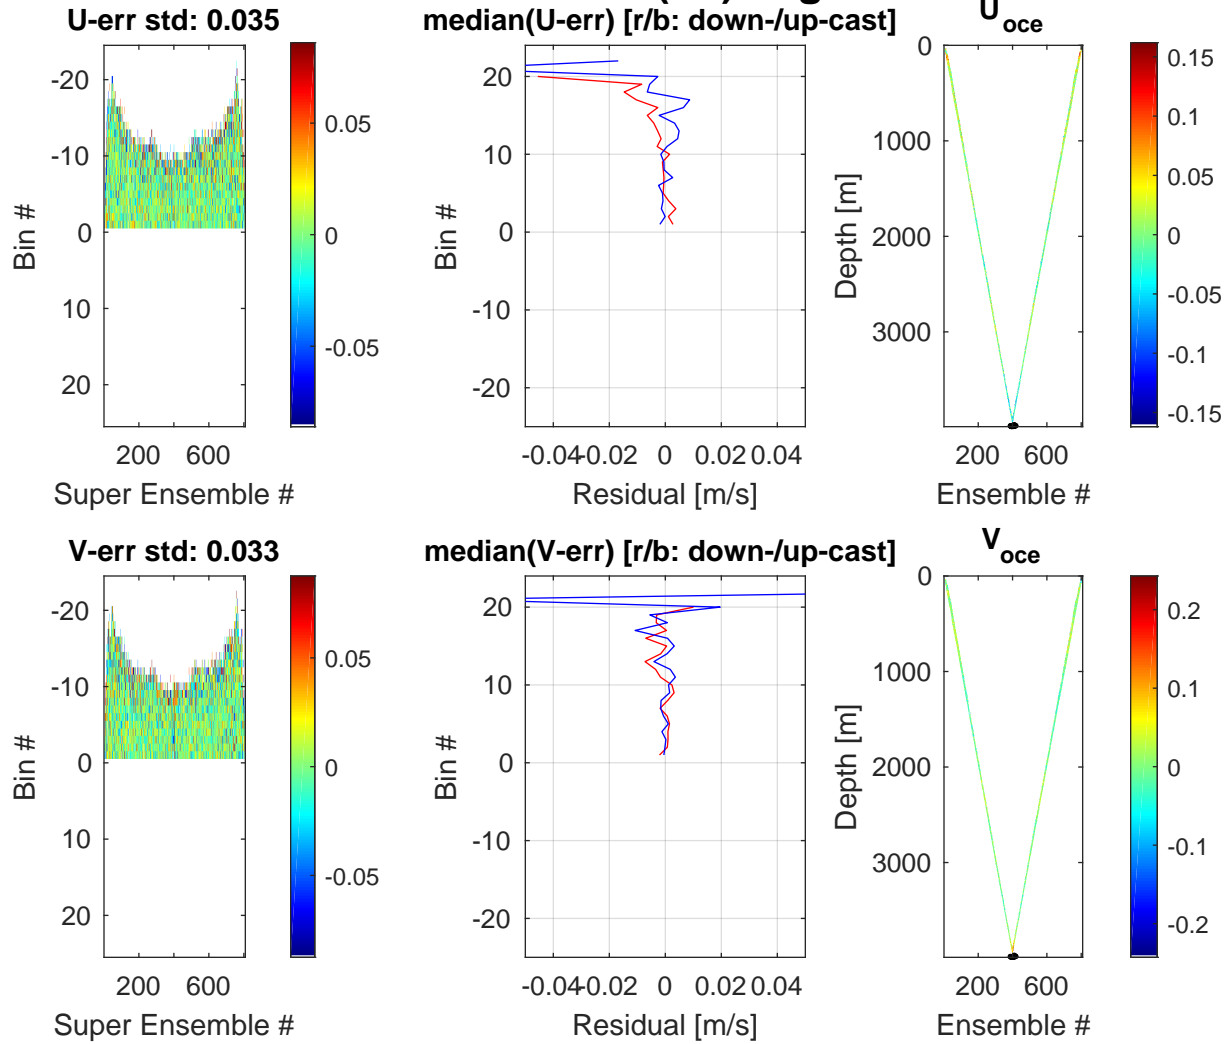 U-err std: 0.035
-20
-10
0
10
20
Bin #
200 600
Super Ensemble #
0.05
0
-0.05
median(U-err) [r/b: down-/up-cast]
20
10
0
-10
-20
Bin #
-0.04 -0.02 0 0.02 0.04
Residual [m/s]
U oce
0
1000
2000
3000
Depth [m]
200 600
Ensemble #
0.15
0.1
0.05
0
-0.05
-0.1
-0.15
V-err std: 0.033
-20
-10
0
10
20
Bin #
200 600
Super Ensemble #
0.05
0
-0.05
median(V-err) [r/b: down-/up-cast]
20
10
0
-10
-20
Bin #
-0.04 -0.02 0 0.02 0.04
Residual [m/s]
V oce
0
1000
2000
3000
Depth [m]
200 600
Ensemble #
0.2
0.1
0
-0.1
-0.2